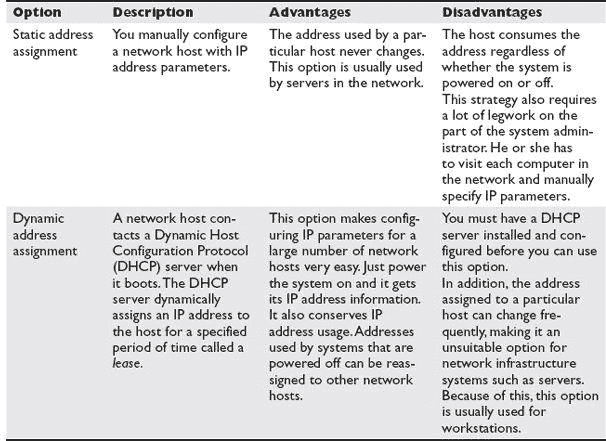 Option Description Advantages Disadvantages
Static address
assignment
You manually configure
a network host with IP
address parameters.
The address used by a par-
ticular host never changes.
This option is usually used
by servers in the network.
The host consumes the
address regardless of
whether the system is
powered on or off.
This strategy also requires
a lot of legwork on the
part of the system admin-
istrator. He or she has
to visit each computer in
the network and manually
specify IP parameters.
Dynamic
address
assignment
A network host con-
tacts a Dynamic Host
Configuration Protocol
(DHCP) server when
it boots. The DHCP
server dynamically
assigns an IP address to
the host for a specified
period of time called a
lease.
This option makes config-
uring IP parameters for a
large number of network
hosts very easy. Just power
the system on and it gets
its IP address information.
It also conserves IP
address usage. Addresses
used by systems that are
powered off can be reas-
signed to other network
hosts.
You must have a DHCP
server installed and con-
figured before you can use
this option.
In addition, the address
assigned to a particular
host can change fre-
quently, making it an
unsuitable option for
network infrastructure
systems such as servers.
Because of this, this option
is usually used for
workstations.